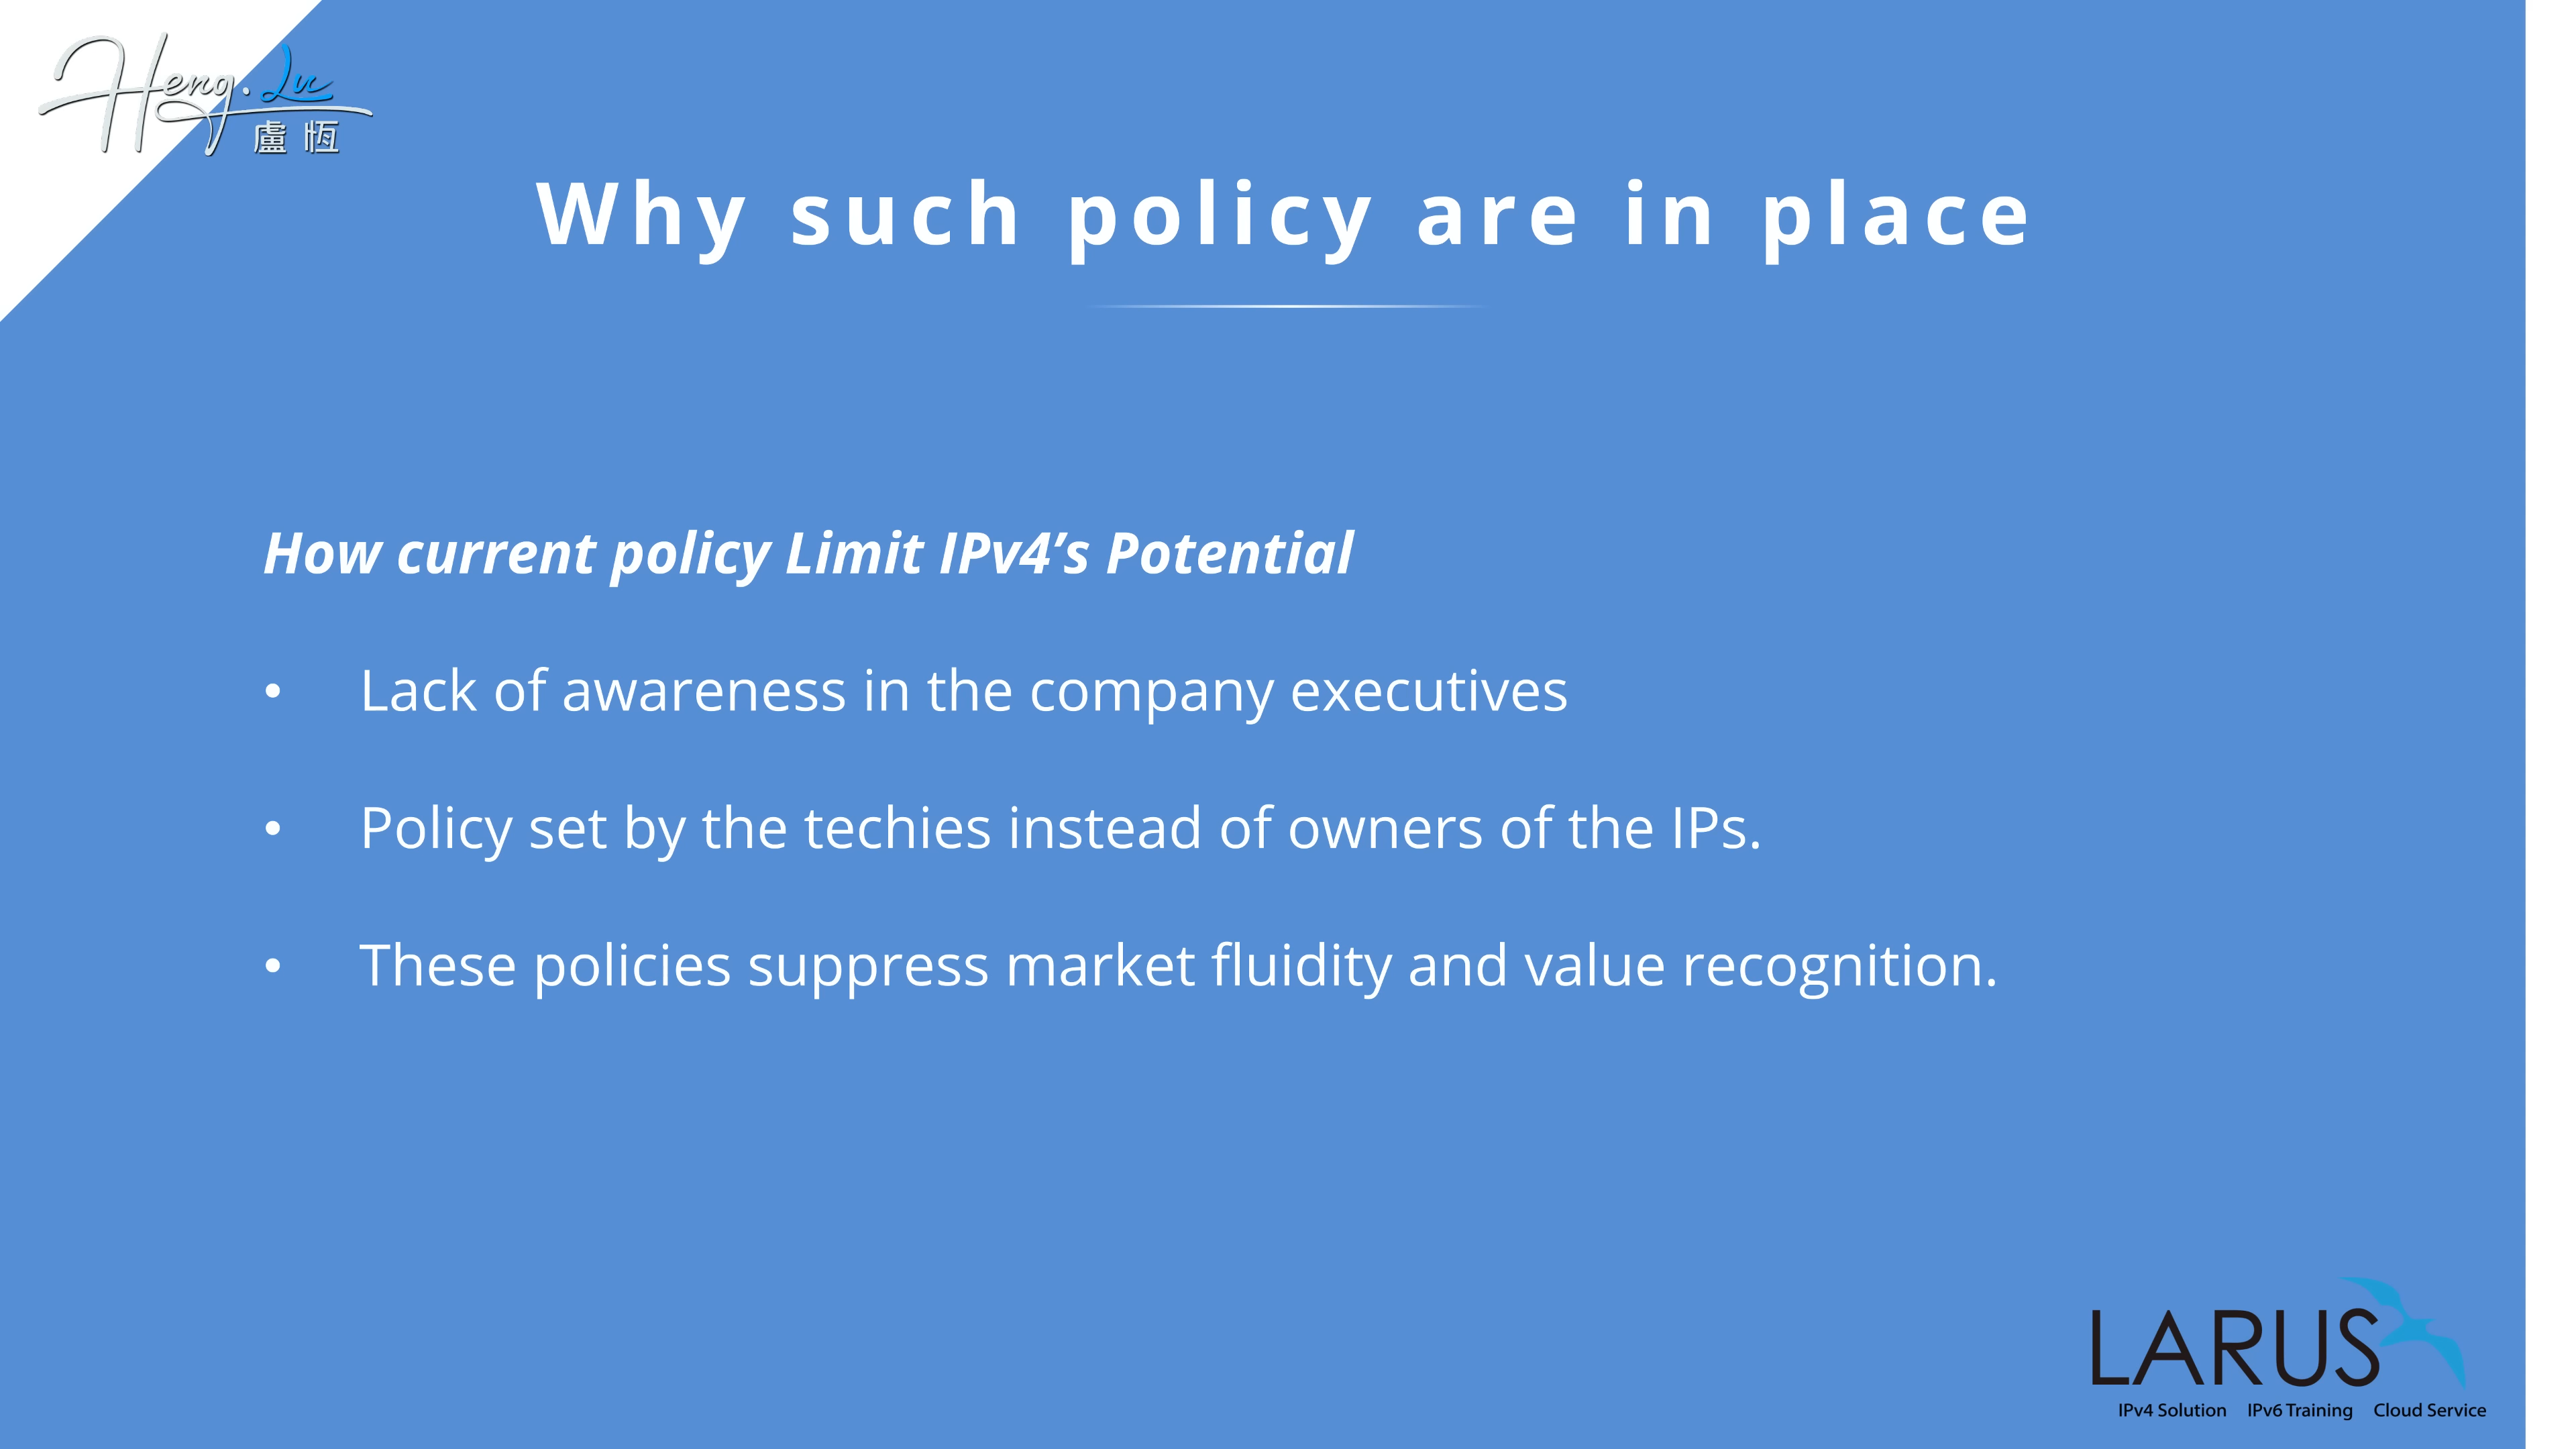 Heng.Lu
盧恆
Why such policy are in place
How current policy Limit IPv4’s Potential
• Lack of awareness in the company executives
• Policy set by the techies instead of owners of the IPs.
• These policies suppress market fluidity and value recognition.
LARUS
IPv4 Solution IPv6 Training Cloud Service